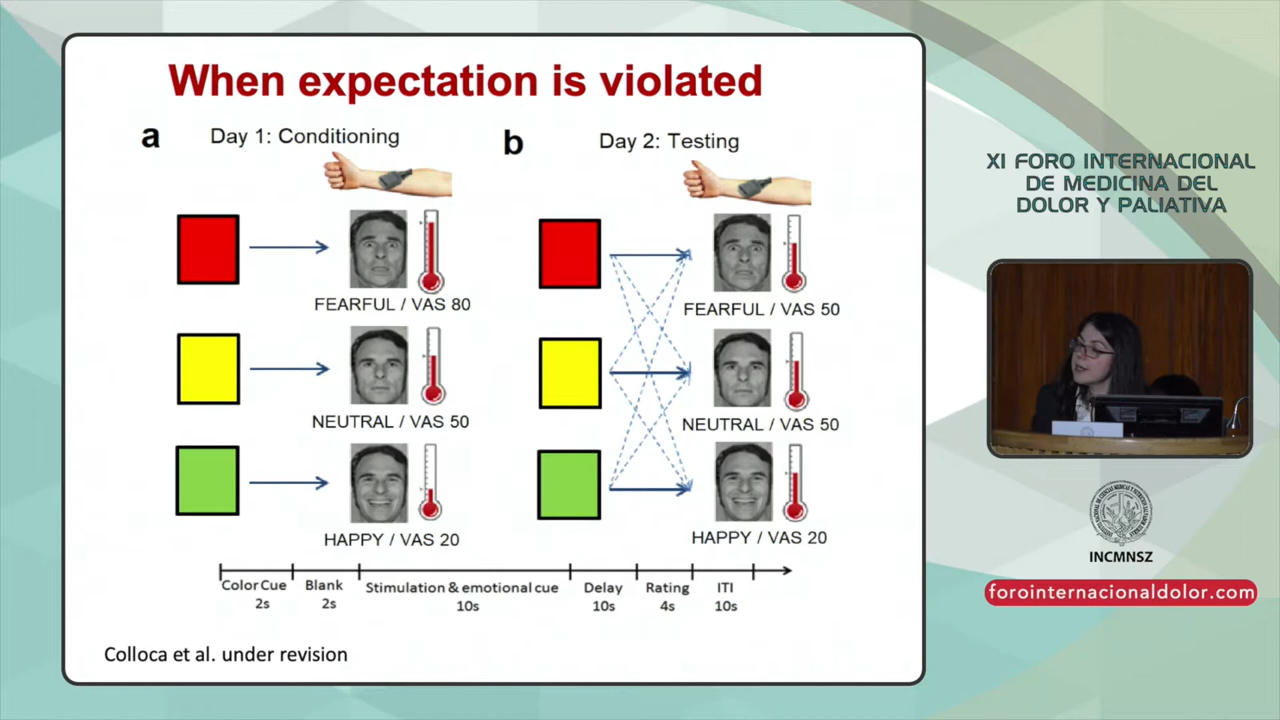 When expectation is violated
a
Day 1: Conditioning
FEARFUL / VAS 80
NEUTRAL / VAS 50
HAPPY / VAS 20
b
Day 2: Testing
FEARFUL / VAS 50
NEUTRAL / VAS 50
HAPPY / VAS 20
Color Cue
2s
Blank
2s
Stimulation & emotional cue
10s
Delay
10s
Rating
4s
ITI
10s
Colloca et al. under revision
XI FORO INTERNACIONAL
DE MEDICINA DEL
DOLOR Y PALIATIVA
INCMNSZ
forointernacionaldolor.com